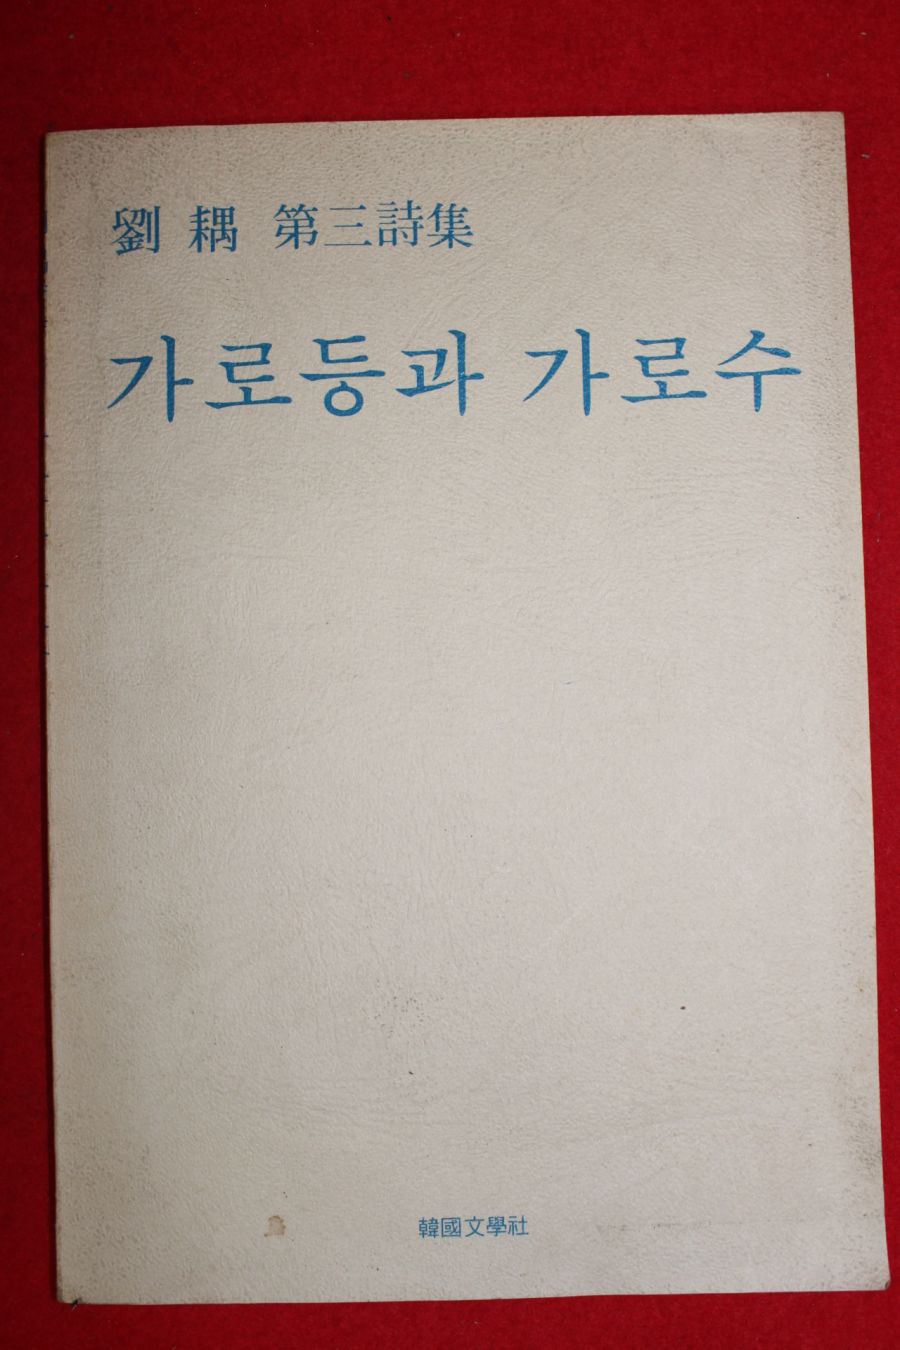 劉 耦 第三詩集
가로등과 가로수
韓國文學社